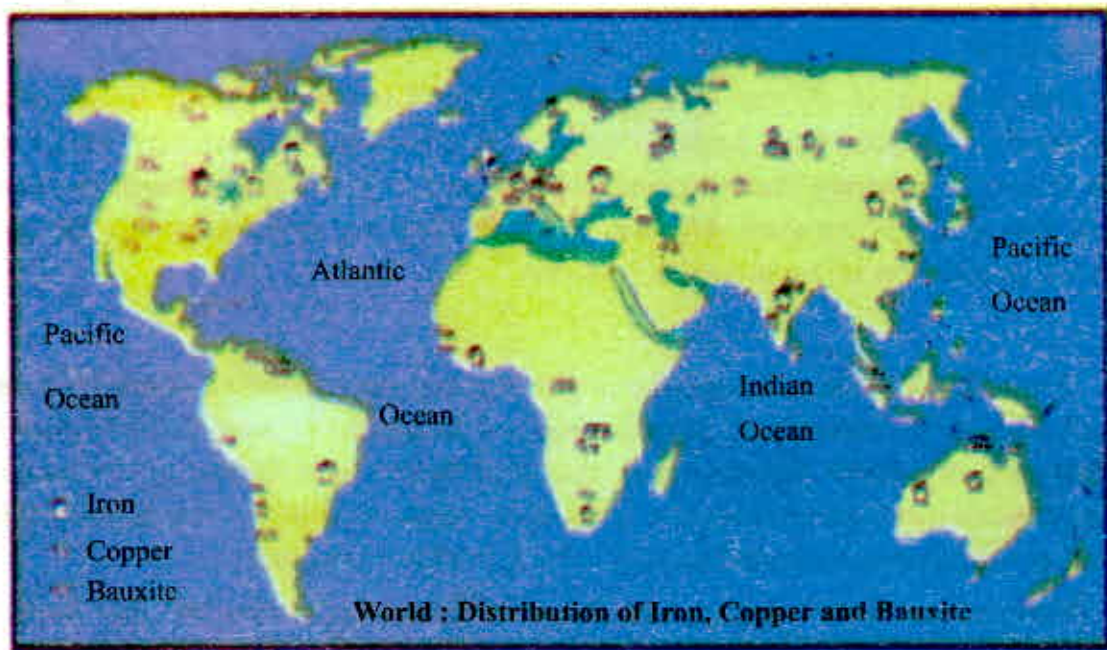 Atlantic
Pacific
Ocean
Pacific
Ocean
Ocean
Indian
Ocean
Iron
Copper
Bauxite
World : Distribution of Iron, Copper and Bauxite